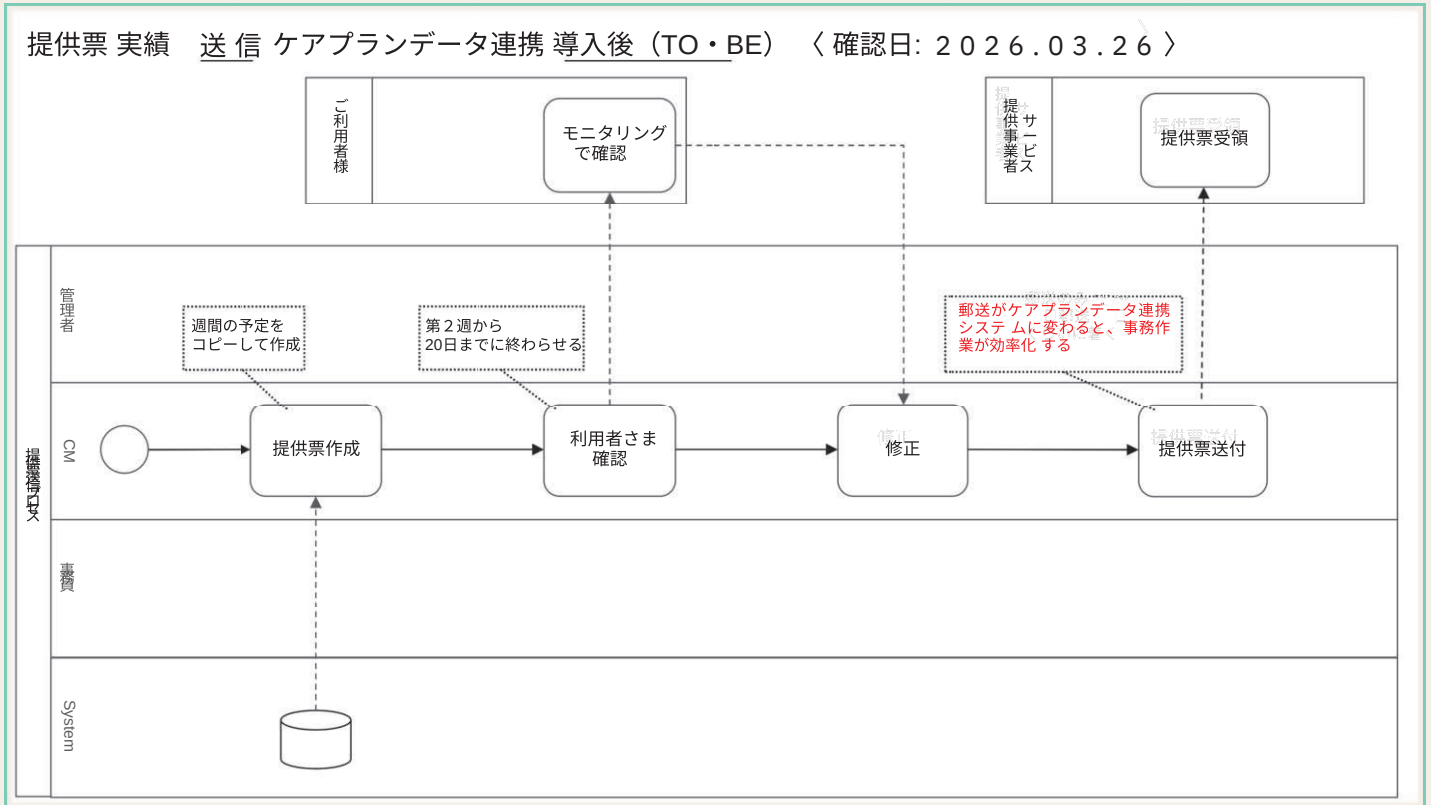 提供票 実績 送 信 ケアプランデータ連携 導入後（TO・BE） 〈 確認日: 2026.03.26 〉
ご利用者様
モニタリング
で確認
サービス
提供事業者
提供票受領
管理者
週間の予定を
コピーして作成
第２週から
20日までに終わらせる
郵送がケアプランデータ連携
システ ムに変わると、事務作
業が効率化 する
CM
提供票作成
利用者さま
確認
修正
提供票送付
事務員
System